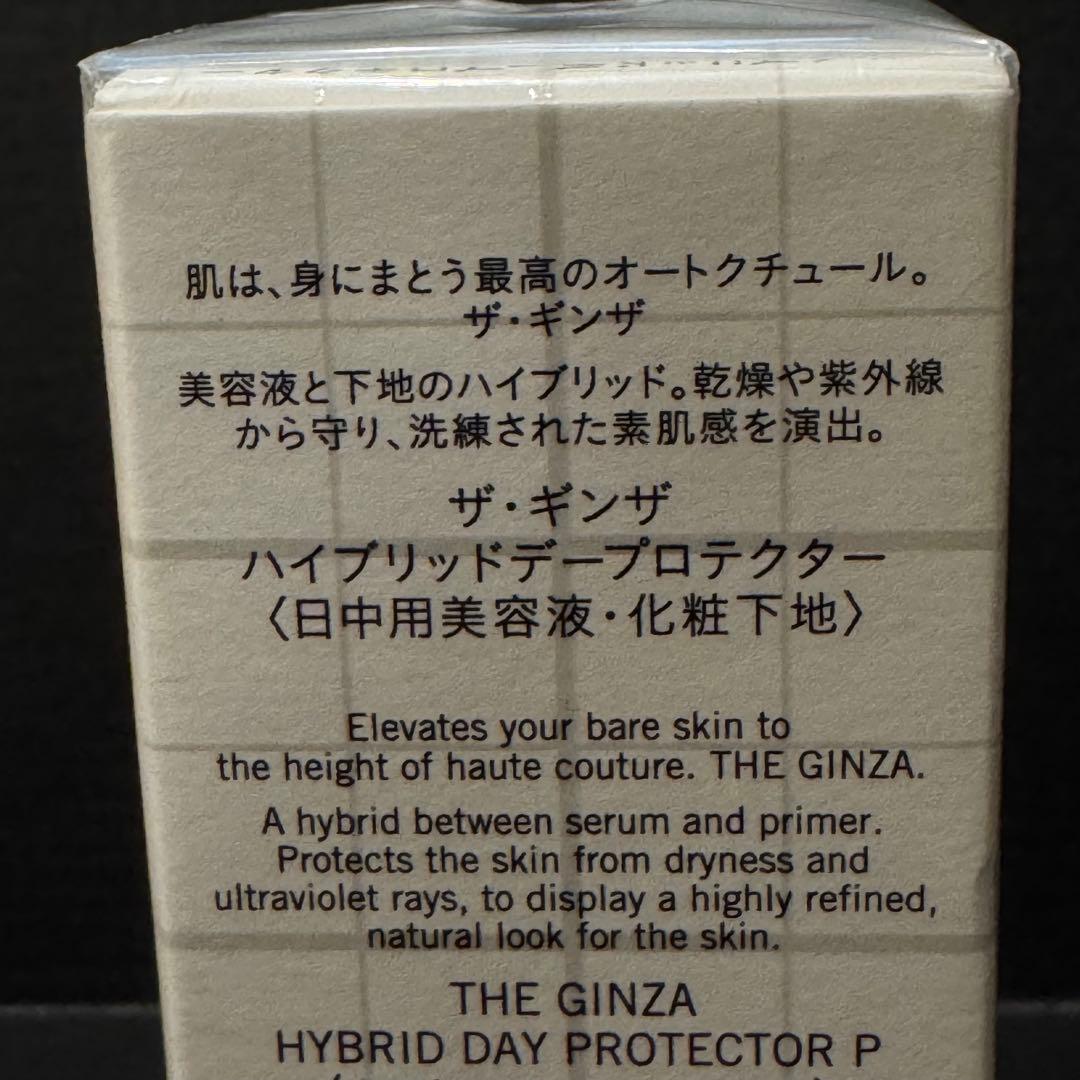 肌は、身にまとう最高のオートクチュール。
ザ・ギンザ
美容液と下地のハイブリッド。乾燥や紫外線
から守り、洗練された素肌感を演出。
ザ・ギンザ
ハイブリッドデープロテクター
〈日中用美容液・化粧下地〉
Elevates your bare skin to
the height of haute couture. THE GINZA.
A hybrid between serum and primer.
Protects the skin from dryness and
ultraviolet rays, to display a highly refined,
natural look for the skin.
THE GINZA
HYBRID DAY PROTECTOR P